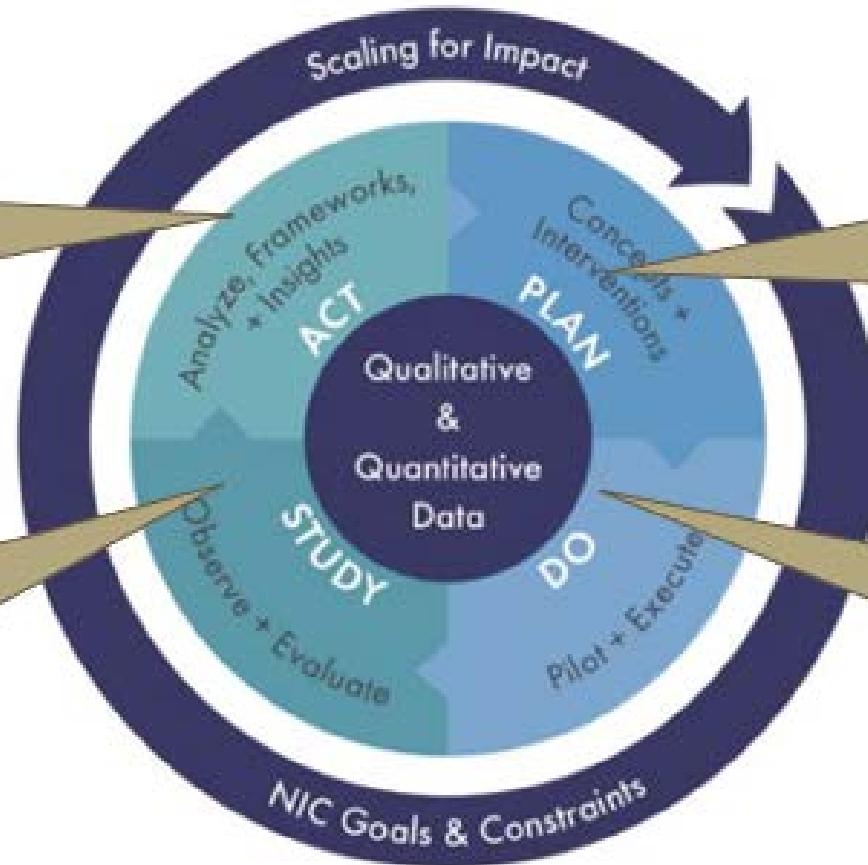 Scaling for Impact
Concepts +
Interventions
PLAN
DO
Pilot + Execute
STUDY
Observe + Evaluate
Analyze, Frameworks,
+ Insights
ACT
Qualitative
&
Quantitative
Data
NIC Goals & Constraints